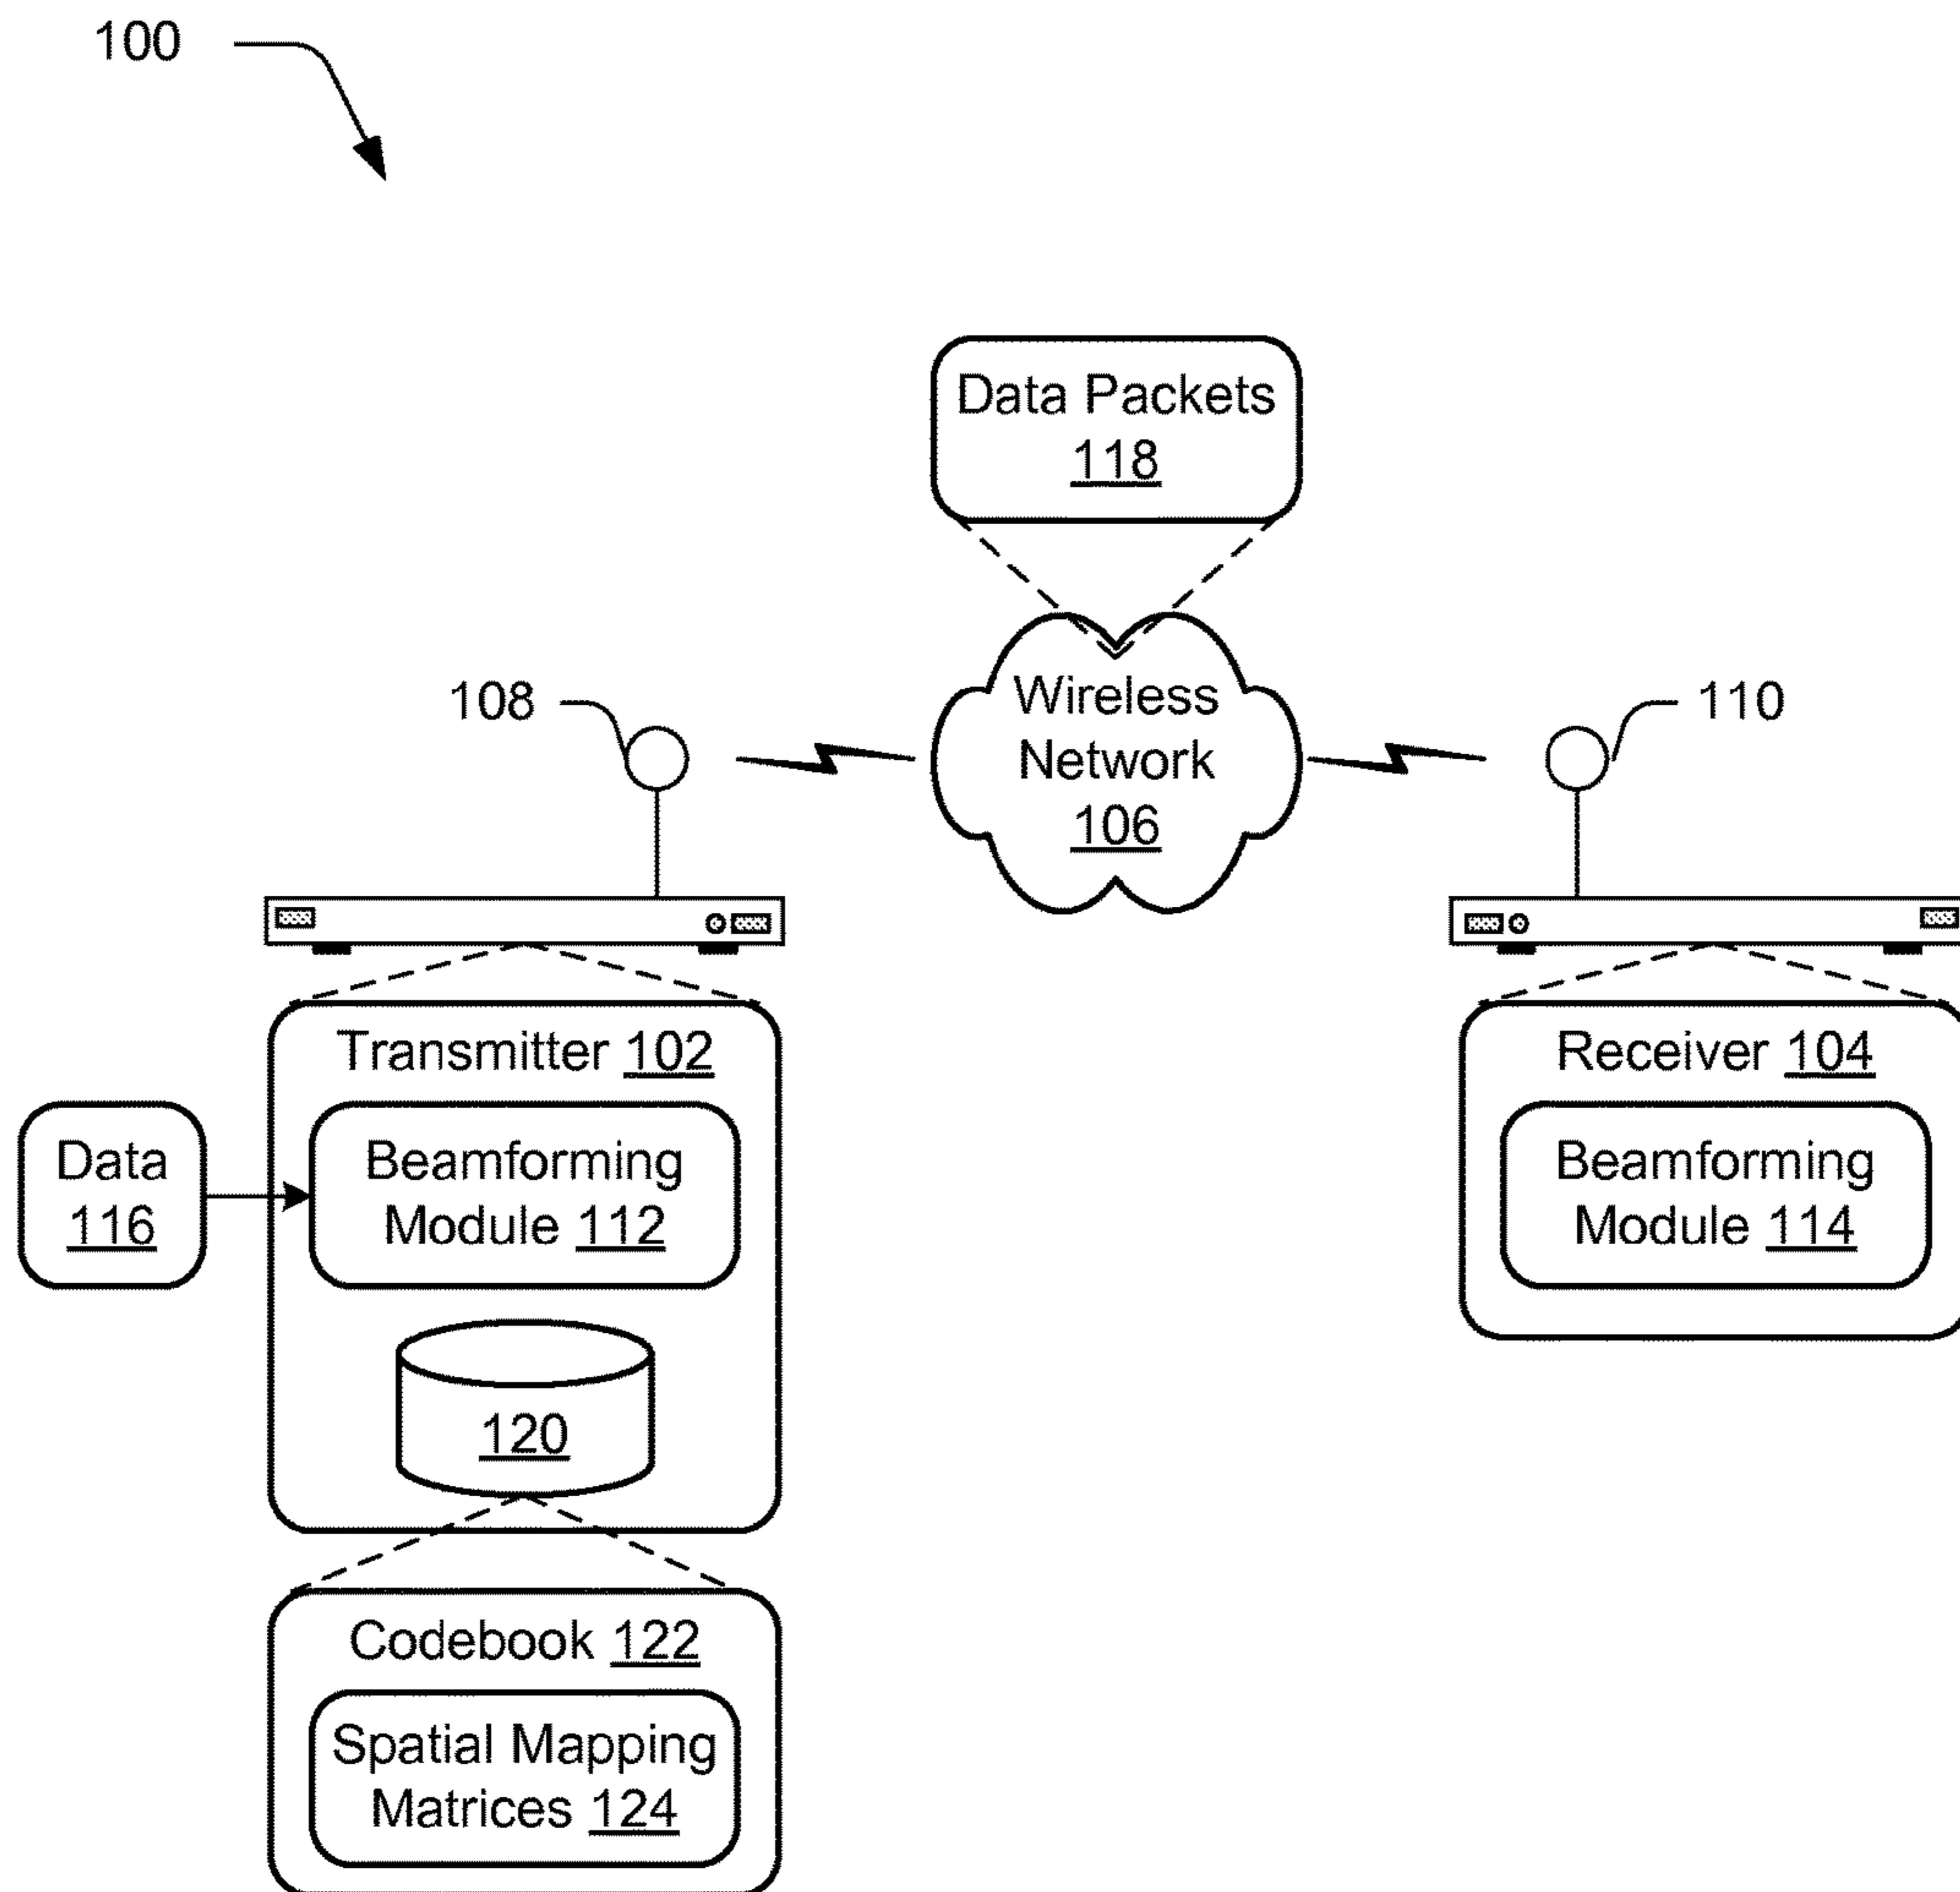 100
Data Packets
118
108
Wireless
Network
106
110
Transmitter 102
Receiver 104
Data
116
Beamforming
Module 112
Beamforming
Module 114
120
Codebook 122
Spatial Mapping
Matrices 124